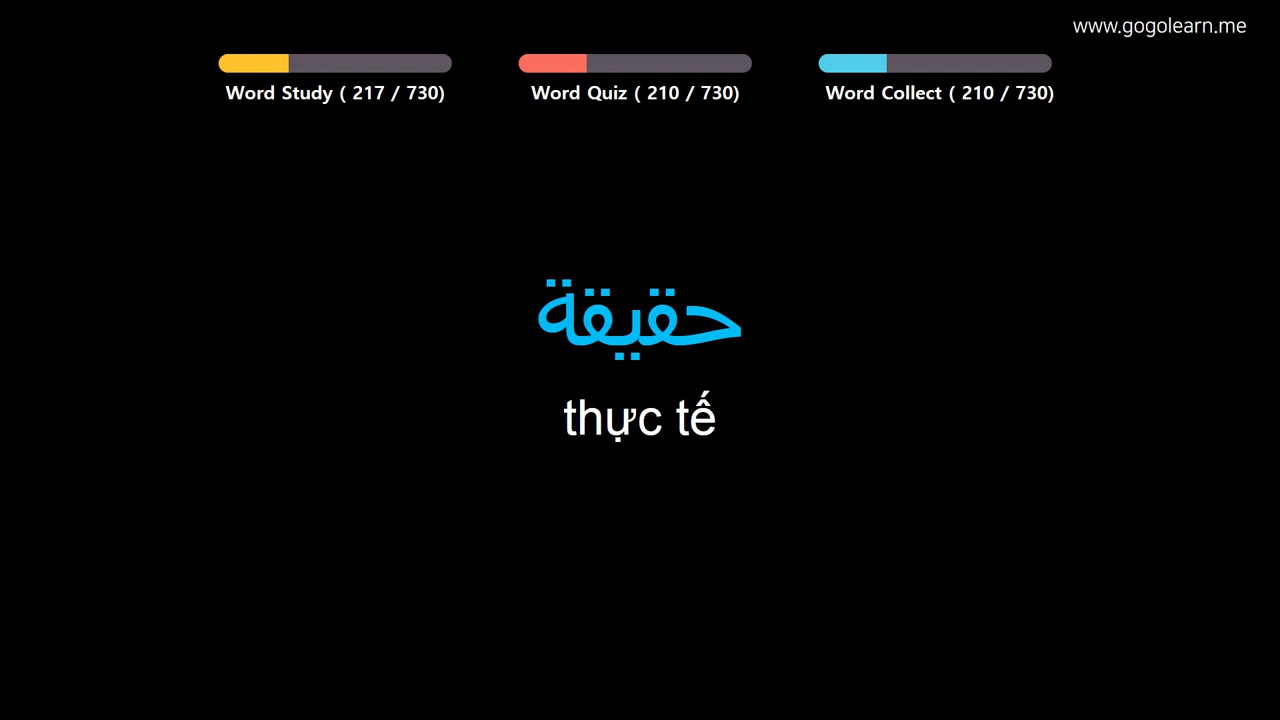 www.gogolearn.me
Word Study ( 217 / 730)
Word Quiz ( 210 / 730)
Word Collect ( 210 / 730)
حقيقة
thực tế